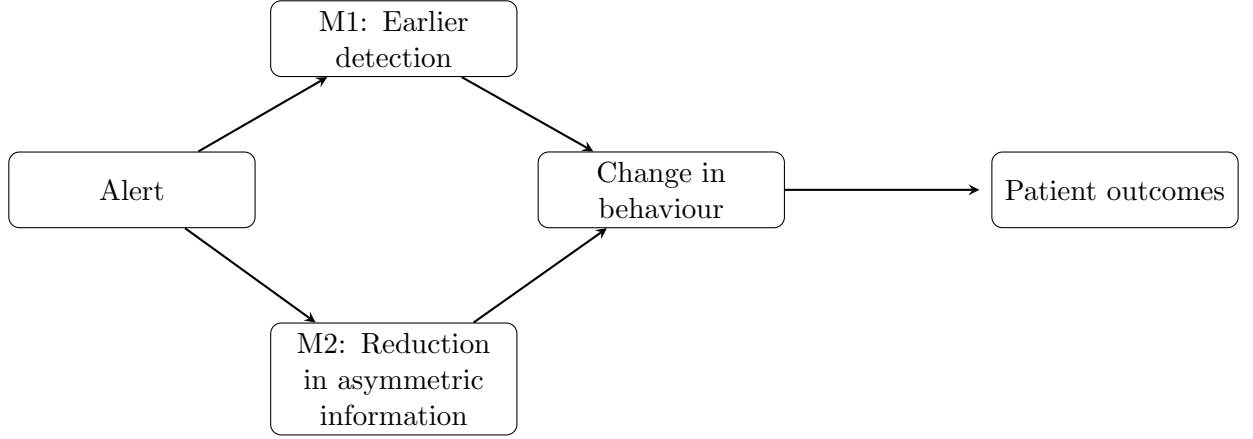 M1: Earlier
detection
Alert
Change in
behaviour
Patient outcomes
M2: Reduction
in asymmetric
information